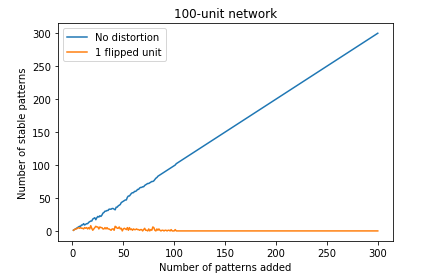 100-unit network
No distortion
1 flipped unit
Number of stable patterns
300
250
200
150
100
50
0
0
50
100
150
200
250
300
Number of patterns added